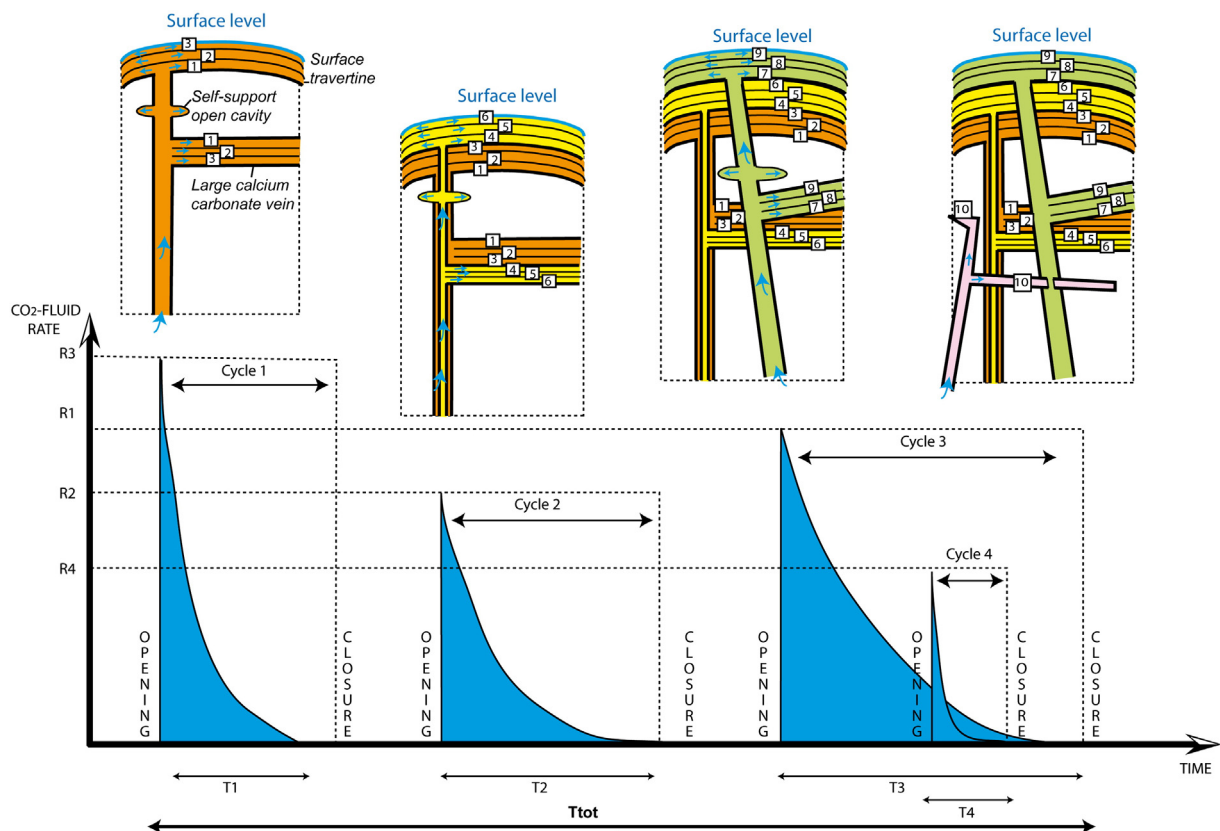 Surface level
3
2
1
Surface
travertine
Self-support
open cavity
1
2
3
Large calcium
carbonate vein
Surface level
6
5
4
3
2
1
1
2
3
4
5
6
Surface level
9
8
7
6
5
4
3
2
1
9
8
7
1
2
3
4
5
6
Surface level
9
8
7
6
5
4
3
2
1
9
8
7
10
1
2
3
4
5
6
10
CO2-FLUID
RATE
R3
R1
R2
R4
Cycle 1
Cycle 2
Cycle 3
Cycle 4
OPENING
CLOSURE
OPENING
CLOSURE
OPENING
OPENING
CLOSURE
CLOSURE
TIME
T1
T2
T3
T4
Ttot